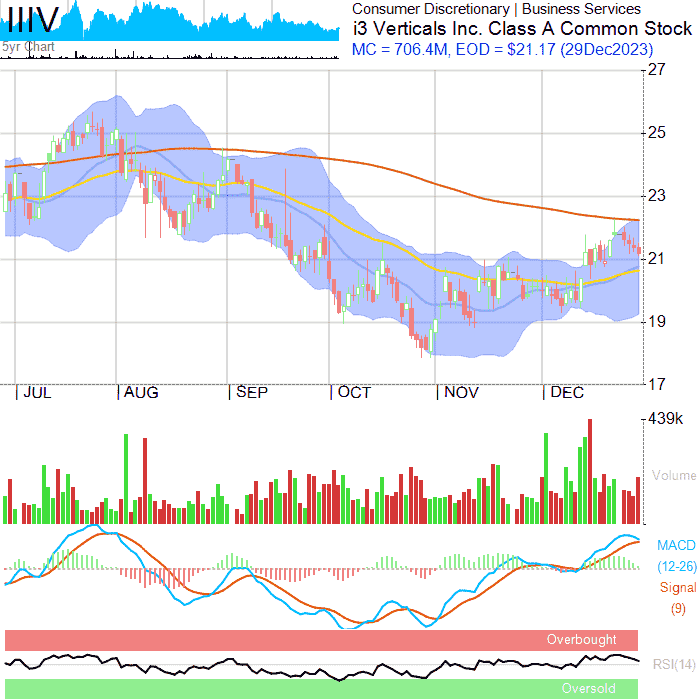 IIIV
5yr Chart
Consumer Discretionary | Business Services
i3 Verticals Inc. Class A Common Stock
MC = 706.4M, EOD = $21.17 (29Dec2023)
27
25
23
21
19
17
JUL AUG SEP OCT NOV DEC
439k
Volume
MACD
(12-26)
Signal
(9)
Overbought
RSI(14)
Oversold